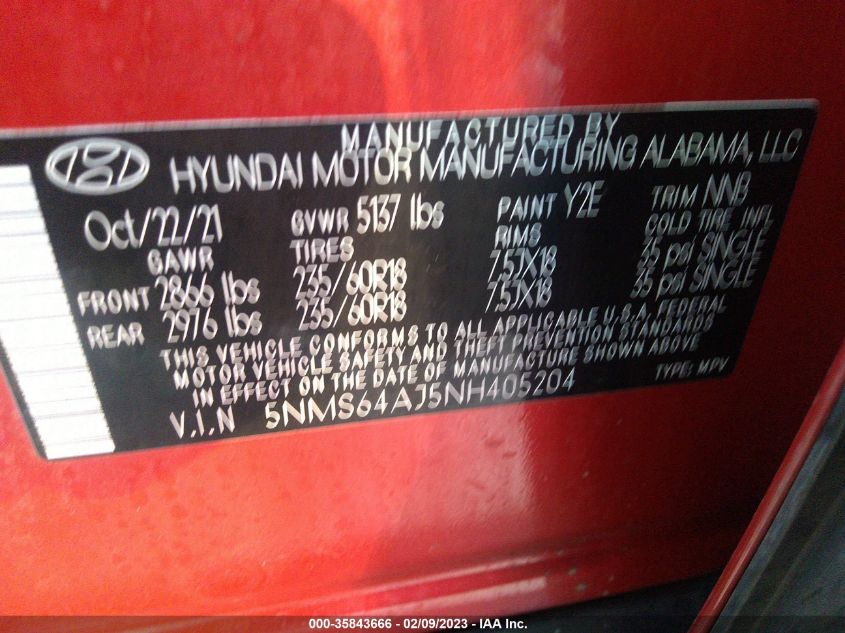 MANUFACTURED BY
HYUNDAI MOTOR MANUFACTURING ALABAMA, LLC
Oct/22/21 GVWR 5137 lbs PAINT Y2E TRIM NNB
GAWR TIRES RIMS COLD TIRE INFL
FRONT 2866 lbs 235/60R18 7.5JX18 35 psi SINGLE
REAR 2976 lbs 235/60R18 7.5JX18 35 psi SINGLE
THIS VEHICLE CONFORMS TO ALL APPLICABLE U.S.A. FEDERAL
MOTOR VEHICLE SAFETY AND THEFT PREVENTION STANDARDS
IN EFFECT ON THE DATE OF MANUFACTURE SHOWN ABOVE
V.I.N 5NMS64AJ5NH405204 TYPE: MPV
000-35843666 - 02/09/2023 - IAA Inc.